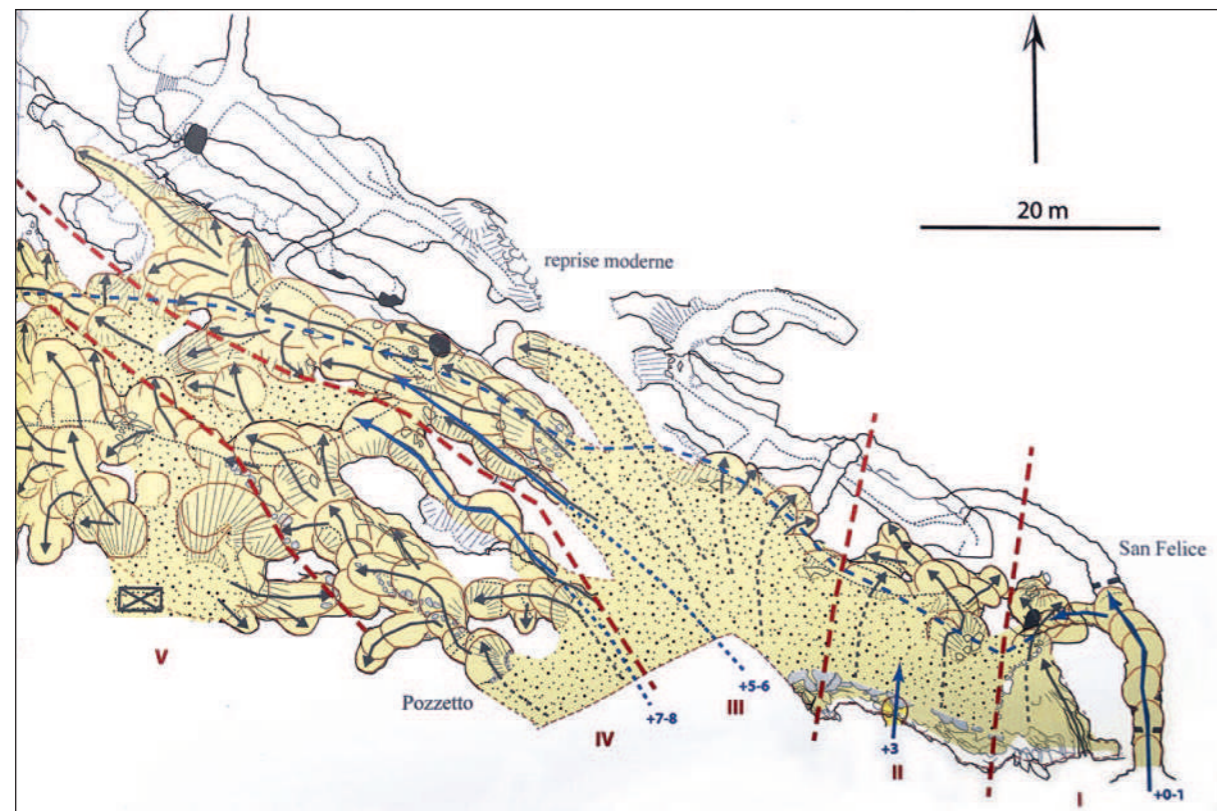 20 m
reprise moderne
San Felice
V
Pozzetto
+5-6
+7-8
III
IV
+3
II
+0-1
I